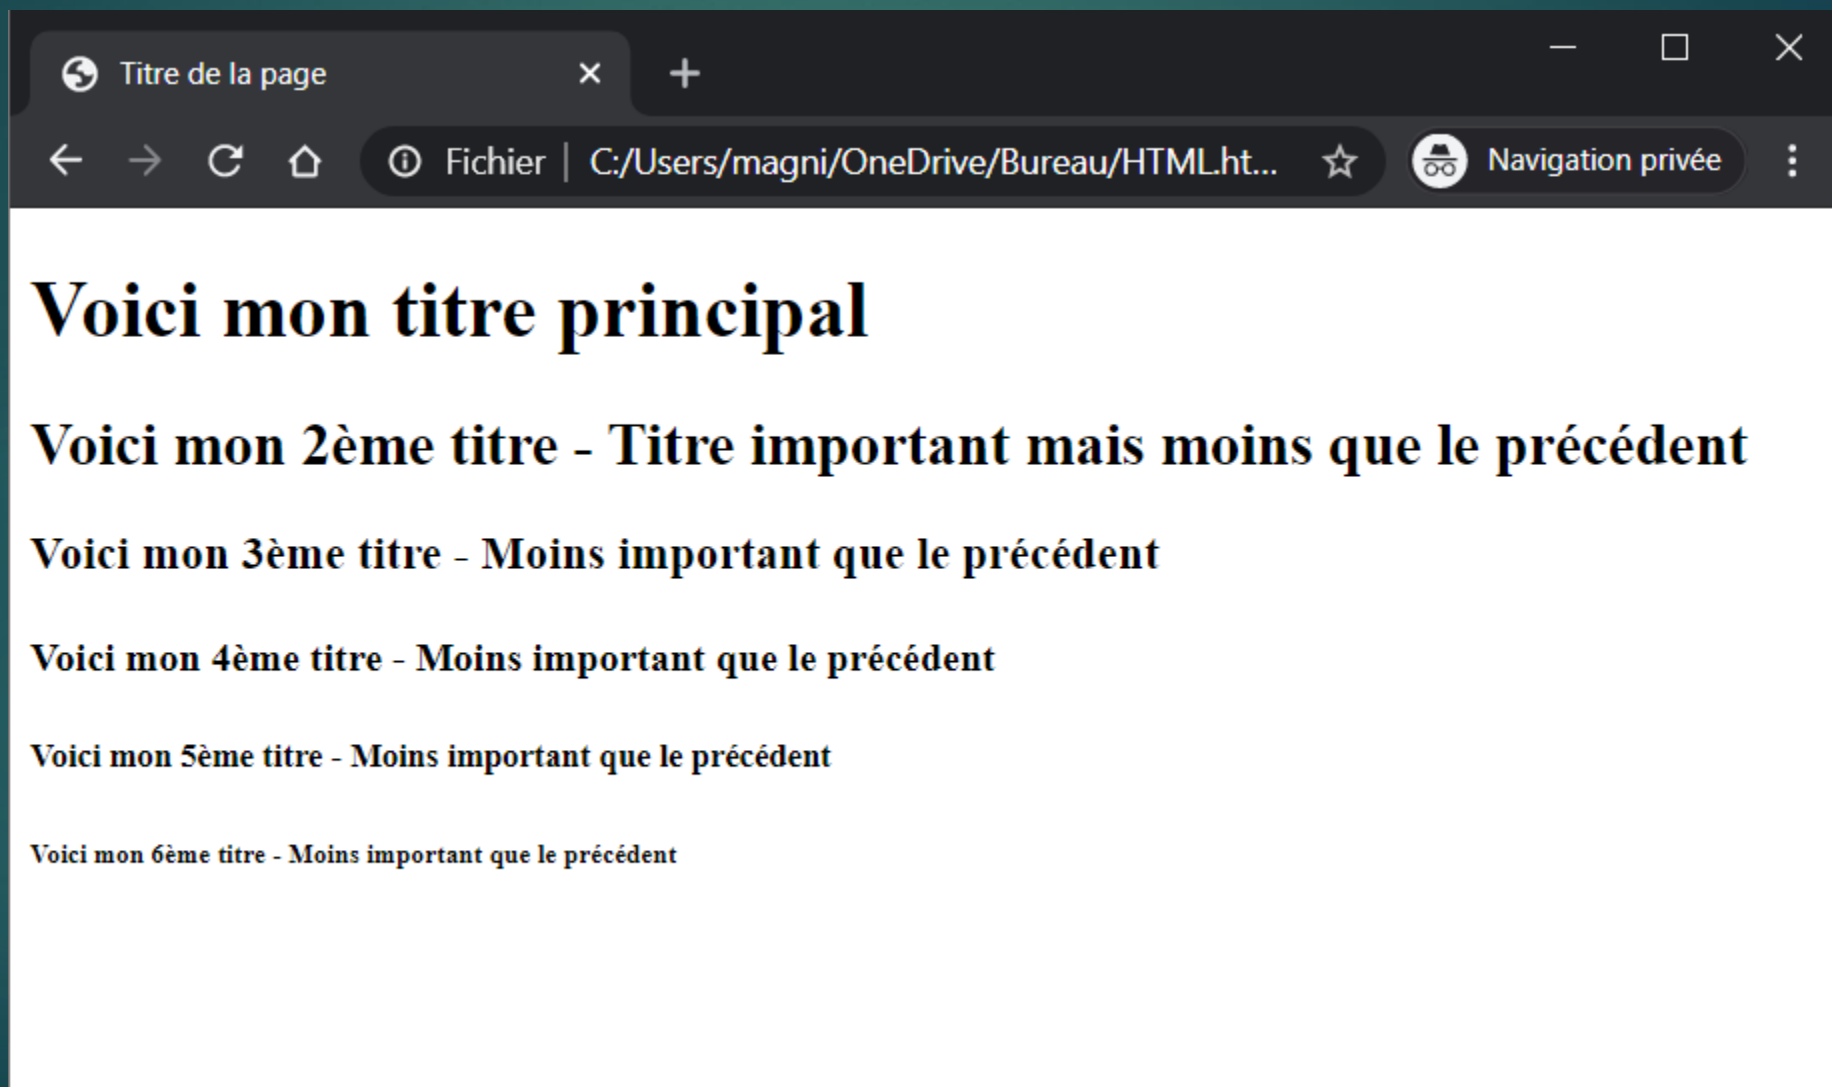 Titre de la page
Fichier | C:/Users/magni/OneDrive/Bureau/HTML.ht... Navigation privée
Voici mon titre principal
Voici mon 2ème titre - Titre important mais moins que le précédent
Voici mon 3ème titre - Moins important que le précédent
Voici mon 4ème titre - Moins important que le précédent
Voici mon 5ème titre - Moins important que le précédent
Voici mon 6ème titre - Moins important que le précédent